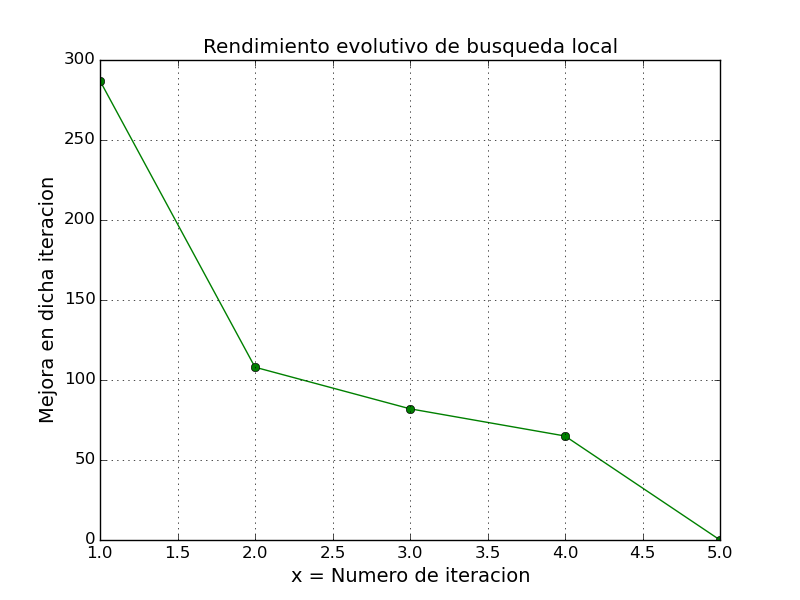 Rendimiento evolutivo de busqueda local
300
250
200
150
100
50
0
Mejora en dicha iteracion
1.0 1.5 2.0 2.5 3.0 3.5 4.0 4.5 5.0
x = Numero de iteracion